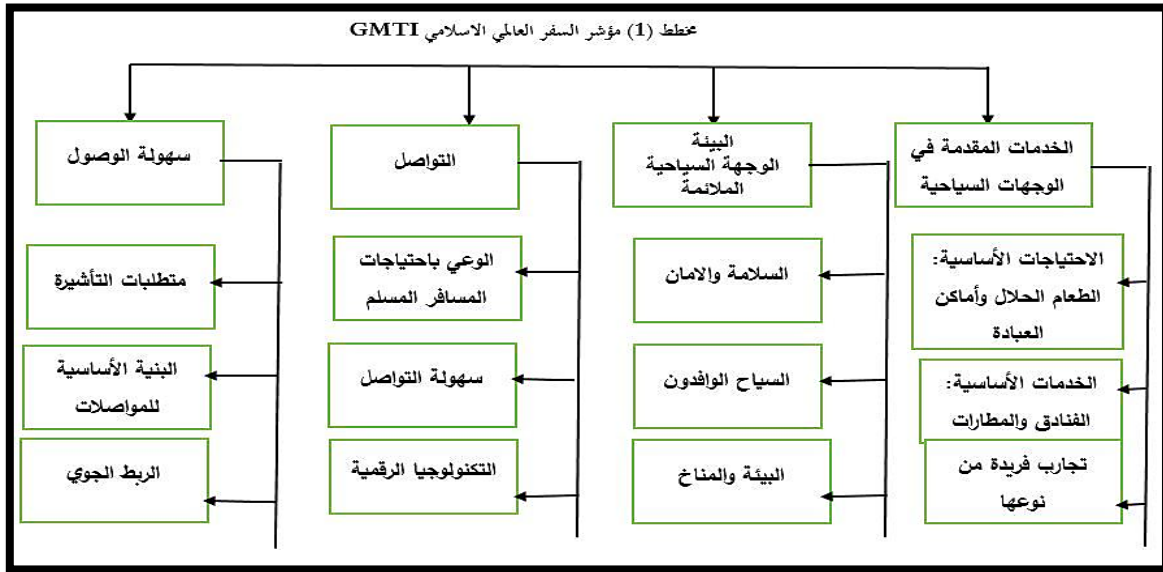 مخطط (1) مؤشر السفر العالمي الاسلامي GMTI
الخدمات المقدمة في
الوجهات السياحية
الاحتياجات الأساسية:
الطعام الحلال وأماكن
العبادة
الخدمات الأساسية:
الفنادق والمطارات
تجارب فريدة من
نوعها
البيئة
الوجهة السياحية
الملائمة
السلامة والامان
السياح الوافدون
البيئة والمناخ
التواصل
الوعي باحتياجات
المسافر المسلم
سهولة التواصل
التكنولوجيا الرقمية
سهولة الوصول
متطلبات التأشيرة
البنية الأساسية
للمواصلات
الربط الجوي